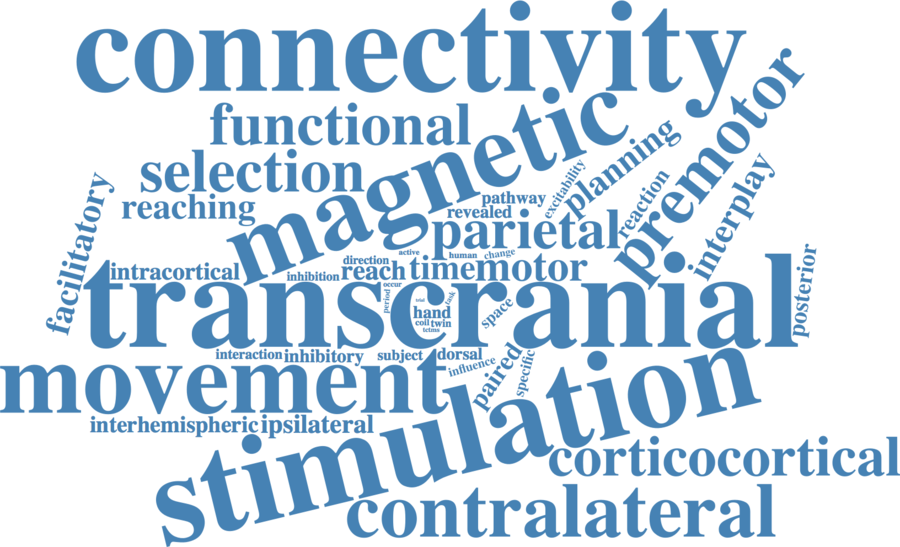 connectivity
functional
magnetic
premotor
selection
planning
excitability
reaching
pathway
revealed
reaction
interplay
facilitatory
parietal
active
human
change
intracortical
direction
inhibition
reach
time
motor
posterior
transcranial
occur
period
trial
task
hand
coil
twin
tctms
space
interaction
inhibitory
subject
dorsal
influence
paired
specific
movement
interhemispheric
ipsilateral
stimulation
corticocortical
contralateral